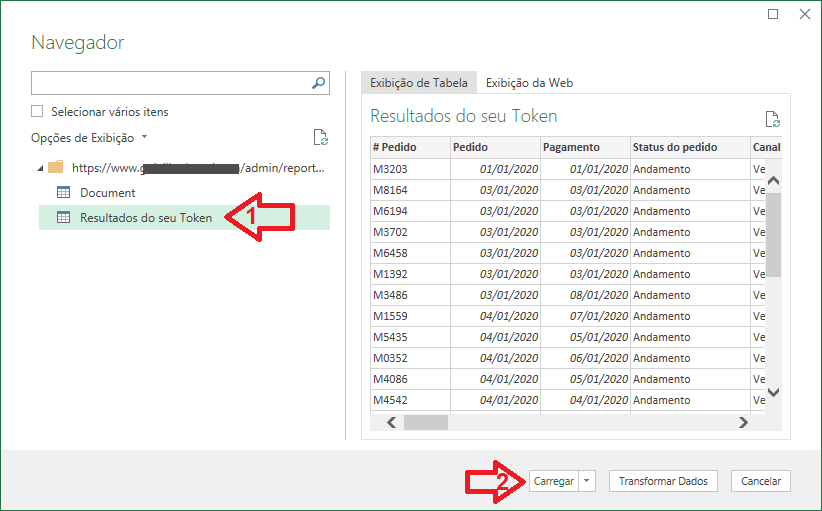 Navegador
Selecionar vários itens
Opções de Exibição
https://www.g /admin/report...
Document
Resultados do seu Token
1
Exibição de Tabela Exibição da Web
Resultados do seu Token
# Pedido Pedido Pagamento Status do pedido Canal
M3203 01/01/2020 01/01/2020 Andamento Ve
M8164 03/01/2020 03/01/2020 Andamento Ve
M6194 03/01/2020 03/01/2020 Andamento Ve
M3702 03/01/2020 03/01/2020 Andamento Ve
M6458 03/01/2020 03/01/2020 Andamento Ve
M1392 03/01/2020 03/01/2020 Andamento Ve
M3486 03/01/2020 08/01/2020 Andamento Ve
M1559 04/01/2020 07/01/2020 Andamento Ve
M5435 04/01/2020 05/01/2020 Andamento Ve
M0352 04/01/2020 06/01/2020 Andamento Ve
M4086 04/01/2020 05/01/2020 Andamento Ve
M4542 04/01/2020 04/01/2020 Andamento Ve
2
Carregar Transformar Dados Cancelar